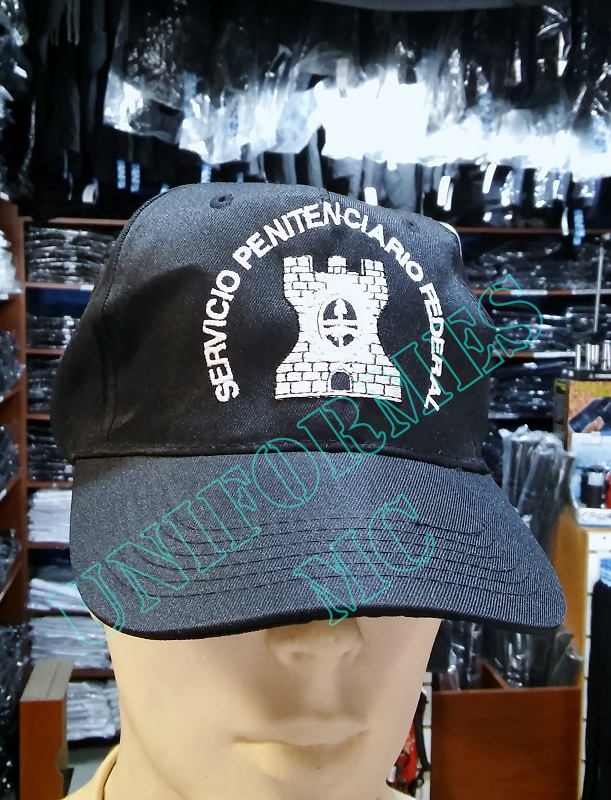 SERVICIO PENITENCIARIO FEDERAL
UNIFORMES
MC